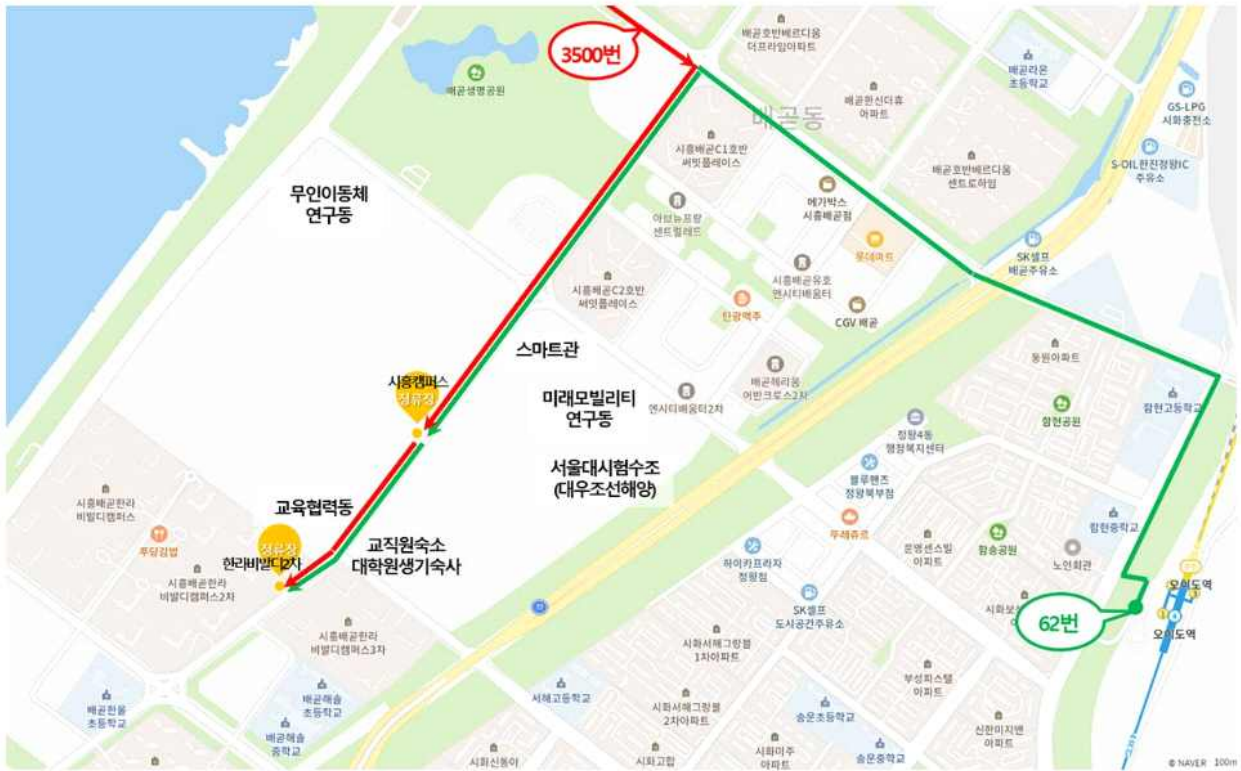 3500번
배곧호반베르디움
더프라임아파트
배곧라온
초등학교
배곧생명공원
배곧한신더휴
아파트
GS-LPG
시화충전소
배곧동
시흥배곧C1호반
써밋플레이스
S-OIL한진정왕IC
주유소
배곧호반베르디움
센트로하임
무인이동체
연구동
메가박스
시흥배곧점
아브뉴프랑
센트럴레드
롯데마트
SK셀프
배곧주유소
시흥배곧유호
엔시티배움터
시흥배곧C2호반
써밋플레이스
탄광맥주
CGV 배곧
스마트관
동원아파트
시흥캠퍼스
정류장
미래모빌리티
연구동
배곧헤리움
어반크로스2차
엔시티배움터2차
함현고등학교
함현공원
정왕4동
행정복지센터
서울대시험수조
(대우조선해양)
블루핸즈
정왕북부점
시흥배곧한라
비발디캠퍼스
교육협력동
함현중학교
뚜레쥬르
푸담김밥
정류장
한라비발디2차
교직원숙소
대학원생기숙사
하이카프라자
정왕점
문영센스빌
아파트
함송공원
노인회관
시흥배곧한라
비발디캠퍼스2차
오이도역
77
SK셀프
도시공간주유소
시화보성
62번
오이도역
시흥배곧한라
비발디캠퍼스3차
시화서해그랑블
1차아파트
부성파스텔
아파트
배곧한울
초등학교
배곧해솔
초등학교
서해고등학교
시화서해그랑블
2차아파트
숭운초등학교
배곧해솔
중학교
신한미지엔
아파트
시화신동아
시화고합
시화미주
아파트
송운중학교
© NAVER 100m